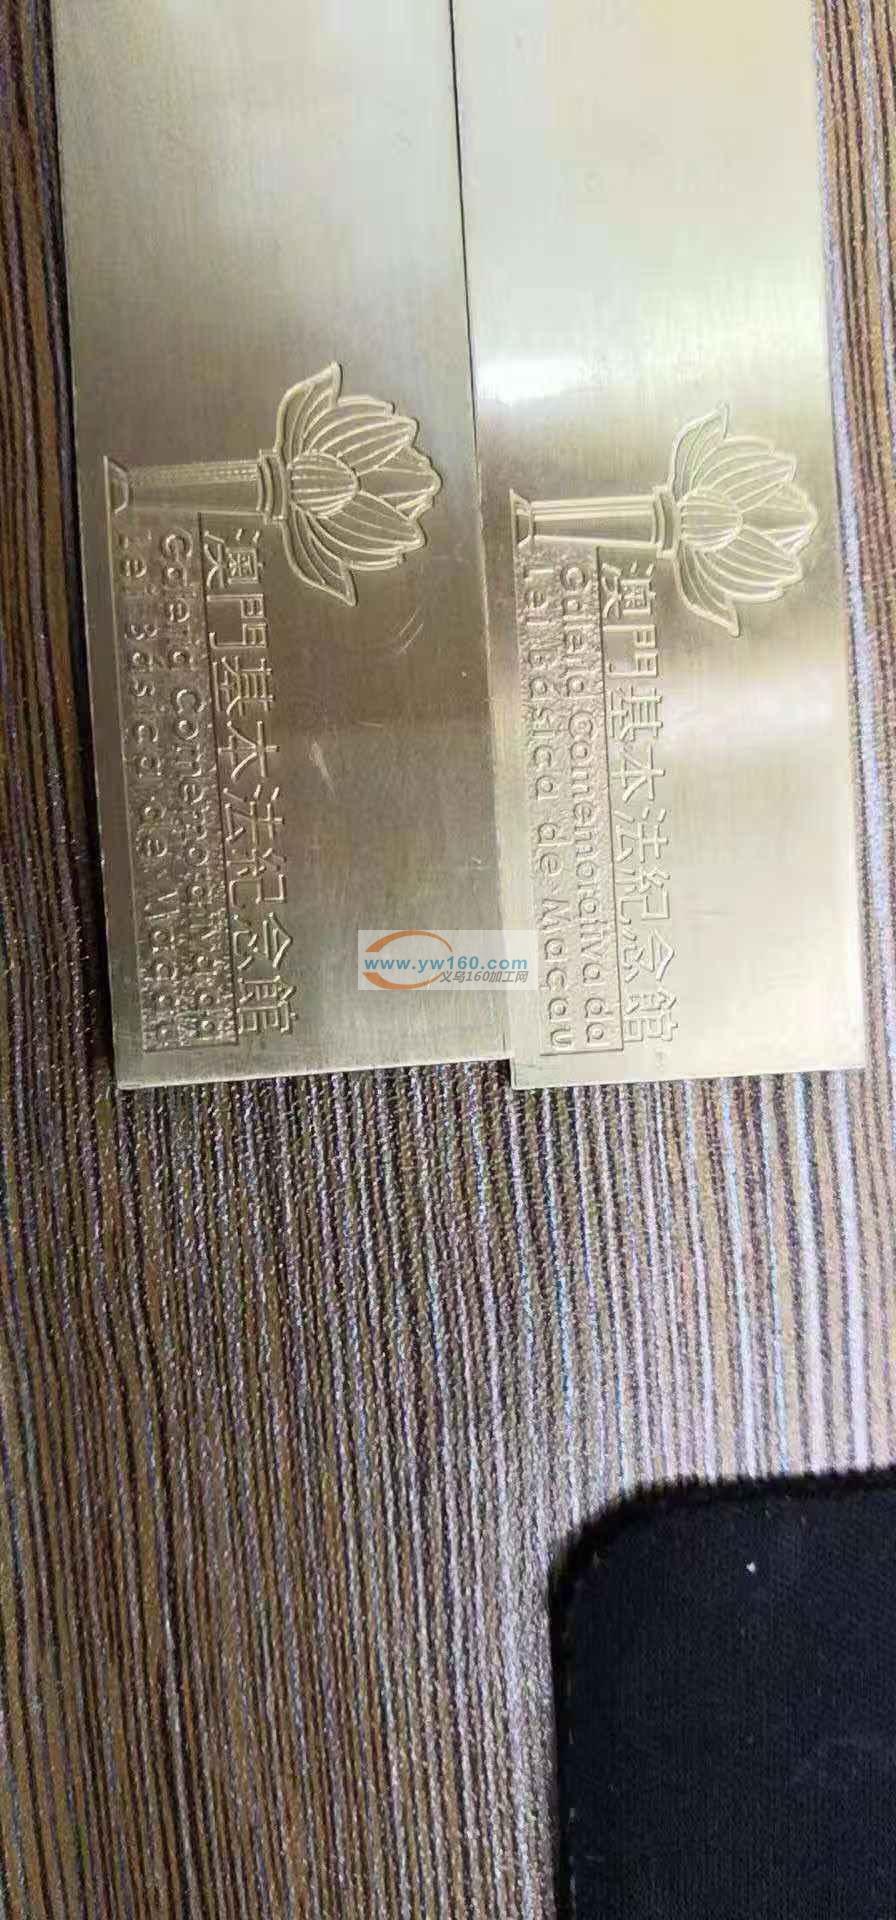 澳門基本法紀念館
Galeria Comemorativa da
Lei Básica de Macau
澳門基本法紀念館
Galeria Comemorativa da
Lei Básica de Macau
www.yw160.com
义乌160加工网